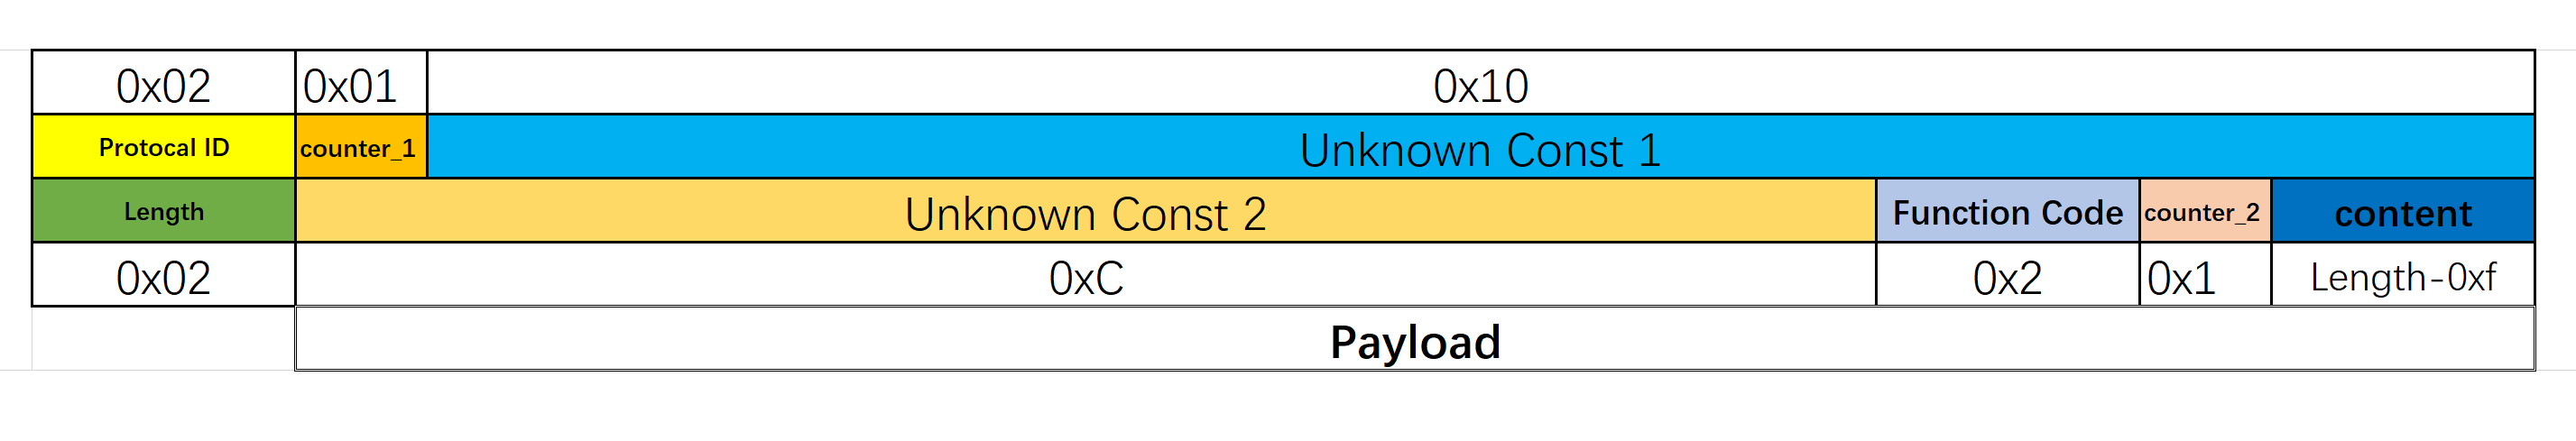 0x02 0x01 0x10
Protocal ID counter_1 Unknown Const 1
Length Unknown Const 2 Function Code counter_2 content
0x02 0xC 0x2 0x1 Length-0xf
Payload